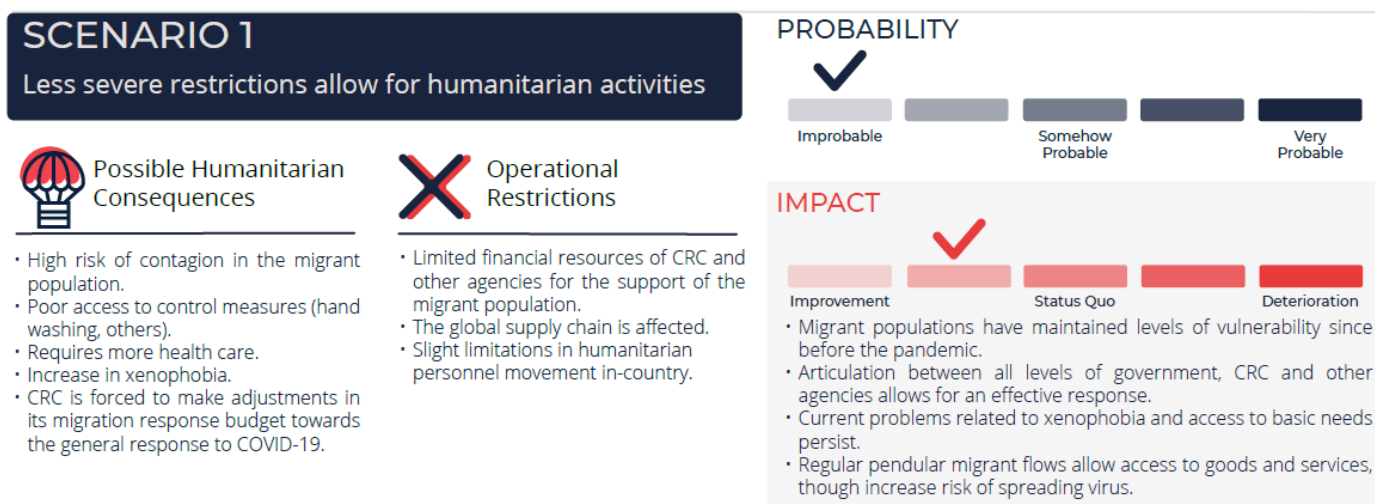 SCENARIO 1
Less severe restrictions allow for humanitarian activities
Possible Humanitarian
Consequences
• High risk of contagion in the migrant
population.
• Poor access to control measures (hand
washing, others).
• Requires more health care.
• Increase in xenophobia.
• CRC is forced to make adjustments in
its migration response budget towards
the general response to COVID-19.
Operational
Restrictions
• Limited financial resources of CRC and
other agencies for the support of the
migrant population.
• The global supply chain is affected.
• Slight limitations in humanitarian
personnel movement in-country.
PROBABILITY
Improbable
Somehow
Probable
Very
Probable
IMPACT
Improvement
Status Quo
Deterioration
• Migrant populations have maintained levels of vulnerability since
before the pandemic.
• Articulation between all levels of government, CRC and other
agencies allows for an effective response.
• Current problems related to xenophobia and access to basic needs
persist.
• Regular pendular migrant flows allow access to goods and services,
though increase risk of spreading virus.